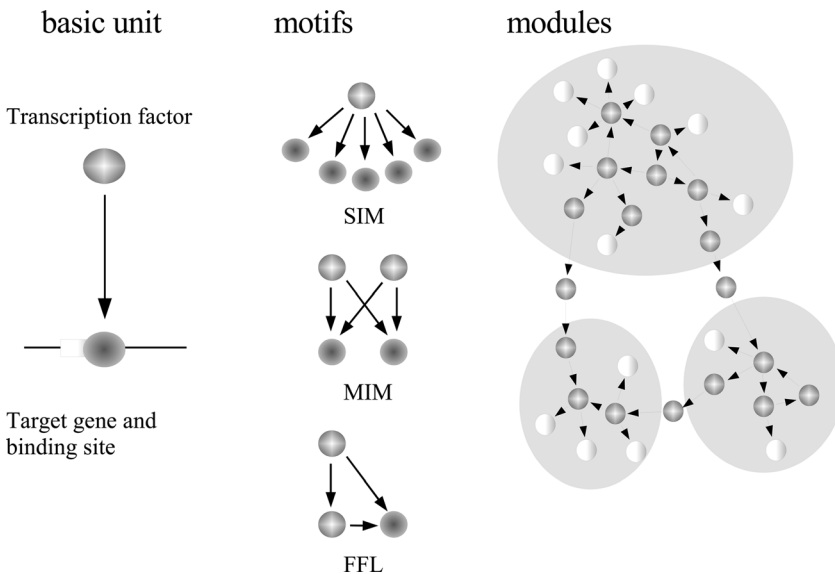 basic unit
motifs
modules
Transcription factor
Target gene and
binding site
SIM
MIM
FFL